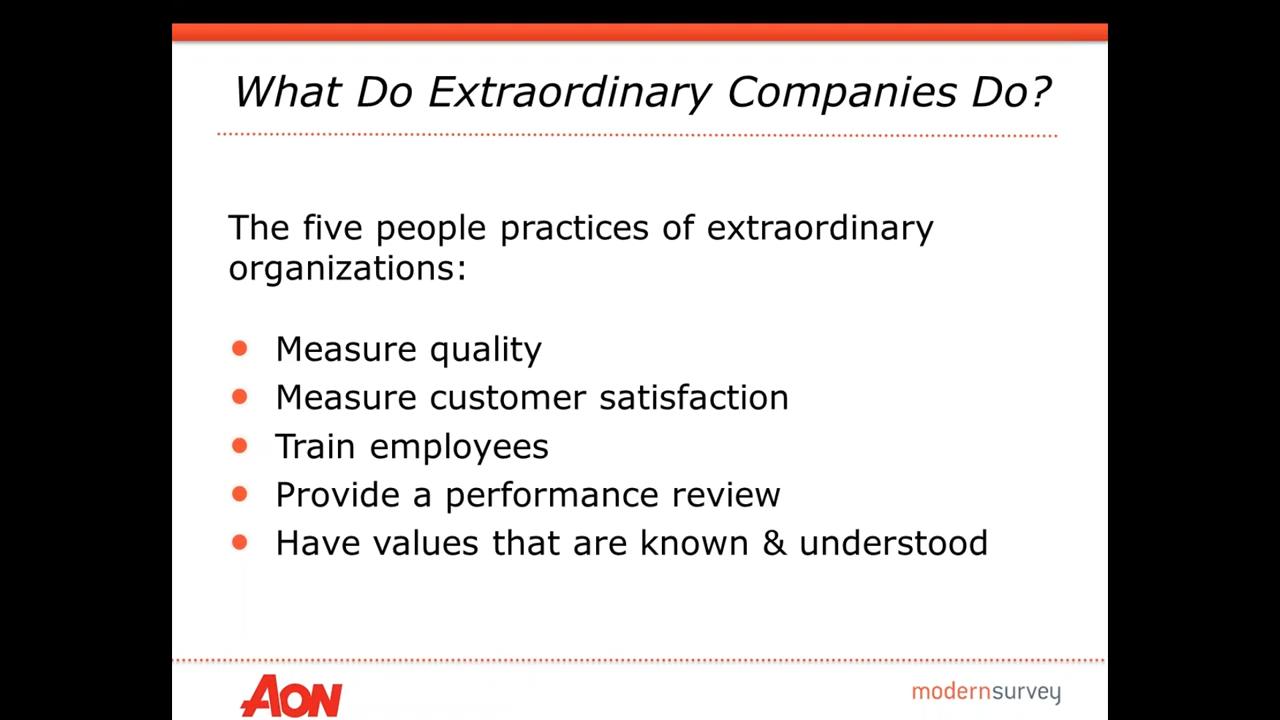 What Do Extraordinary Companies Do?
The five people practices of extraordinary
organizations:
Measure quality
Measure customer satisfaction
Train employees
Provide a performance review
Have values that are known & understood
AON
modernsurvey